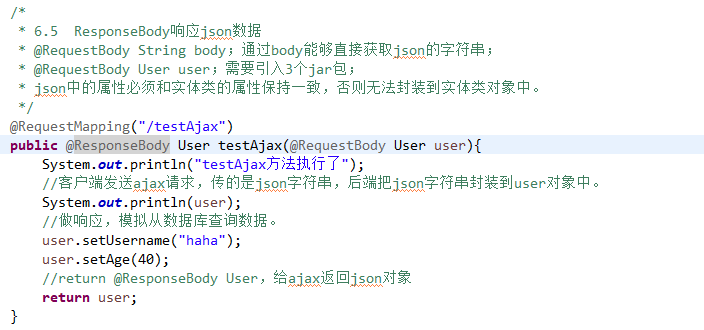 /*
 * 6.5  ResponseBody响应json数据
 * @RequestBody String body；通过body能够直接获取json的字符串；
 * @RequestBody User user；需要引入3个jar包；
 * json中的属性必须和实体类的属性保持一致，否则无法封装到实体类对象中。
 */
@RequestMapping("/testAjax")
public @ResponseBody User testAjax(@RequestBody User user){
    System.out.println("testAjax方法执行了");
    //客户端发送ajax请求，传的是json字符串，后端把json字符串封装到user对象中。
    System.out.println(user);
    //做响应，模拟从数据库查询数据。
    user.setUsername("haha");
    user.setAge(40);
    //return @ResponseBody User，给ajax返回json对象
    return user;
}